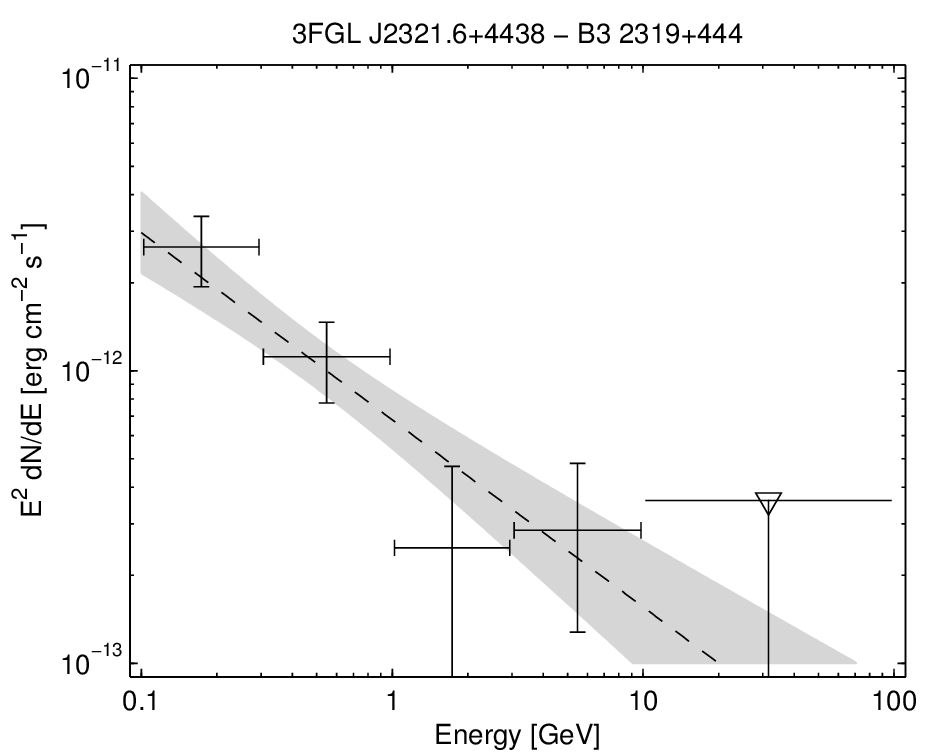 3FGL J2321.6+4438 − B3 2319+444
E² dN/dE [erg cm⁻² s⁻¹]
10⁻¹¹
10⁻¹²
10⁻¹³
0.1 1 10 100
Energy [GeV]